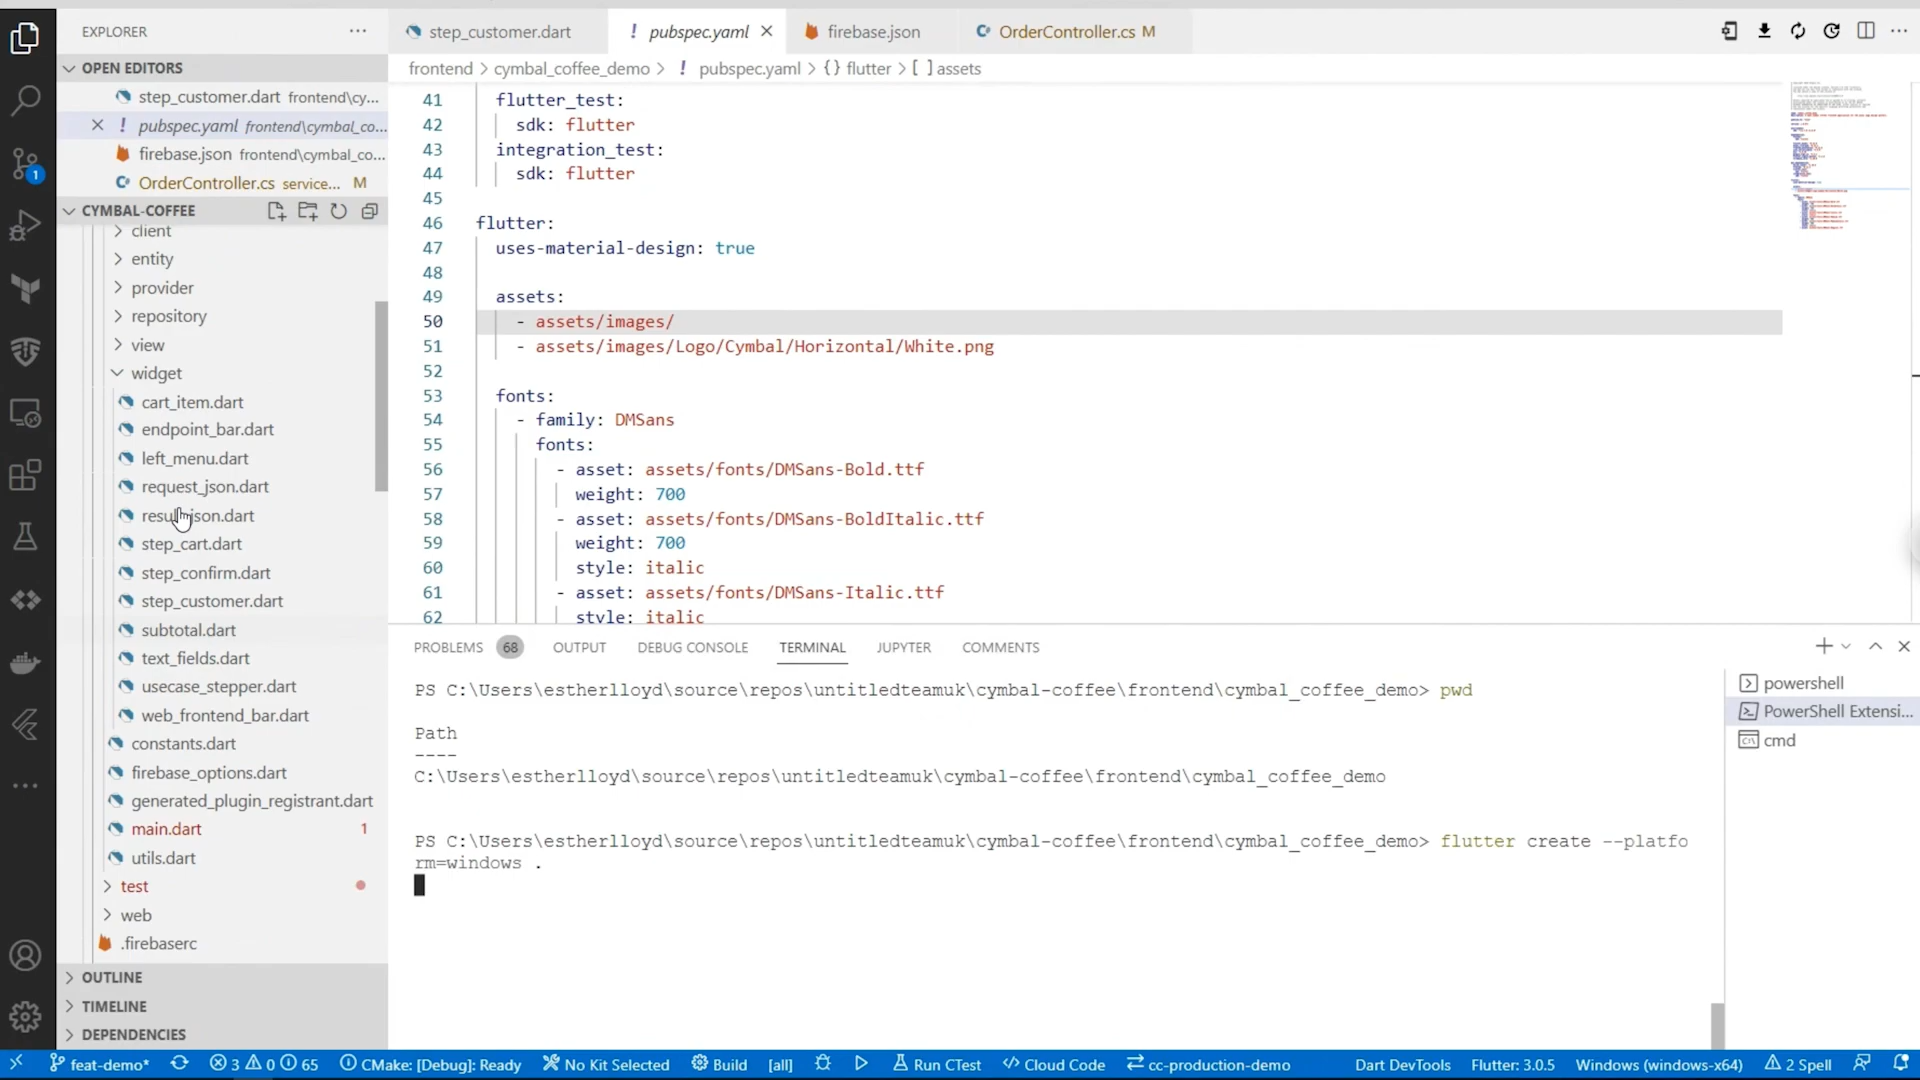 EXPLORER
OPEN EDITORS
step_customer.dart frontend\cy...
pubspec.yaml frontend\cymbal_co...
firebase.json frontend\cymbal_co...
OrderController.cs service... M
CYMBAL-COFFEE
client
entity
provider
repository
view
widget
cart_item.dart
endpoint_bar.dart
left_menu.dart
request_json.dart
step_cart.dart
step_confirm.dart
step_customer.dart
subtotal.dart
text_fields.dart
usecase_stepper.dart
web_frontend_bar.dart
constants.dart
firebase_options.dart
generated_plugin_registrant.dart
main.dart 1
utils.dart
test
web
.firebaserc
OUTLINE
TIMELINE
DEPENDENCIES
1
step_customer.dart
! pubspec.yaml
firebase.json
OrderController.cs M
frontend > cymbal_coffee_demo > ! pubspec.yaml > {} flutter > [ ] assets
41 flutter_test:
42 sdk: flutter
43 integration_test:
44 sdk: flutter
45
46 flutter:
47 uses-material-design: true
48
49 assets:
50 - assets/images/
51 - assets/images/Logo/Cymbal/Horizontal/White.png
52
53 fonts:
54 - family: DMSans
55 fonts:
56 - asset: assets/fonts/DMSans-Bold.ttf
57 weight: 700
58 - asset: assets/fonts/DMSans-BoldItalic.ttf
59 weight: 700
60 style: italic
61 - asset: assets/fonts/DMSans-Italic.ttf
62 style: italic
PROBLEMS 68 OUTPUT DEBUG CONSOLE TERMINAL JUPYTER COMMENTS
PS C:\Users\estherlloyd\source\repos\untitledteamuk\cymbal-coffee\frontend\cymbal_coffee_demo> pwd
Path
----
C:\Users\estherlloyd\source\repos\untitledteamuk\cymbal-coffee\frontend\cymbal_coffee_demo
PS C:\Users\estherlloyd\source\repos\untitledteamuk\cymbal-coffee\frontend\cymbal_coffee_demo> flutter create --platfo
rm=windows .
powershell
PowerShell Extensi...
cmd
feat-demo* 3 0 65 CMake: [Debug]: Ready No Kit Selected Build [all] Run CTest Cloud Code cc-production-demo Dart DevTools Flutter: 3.0.5 Windows (windows-x64) 2 Spell